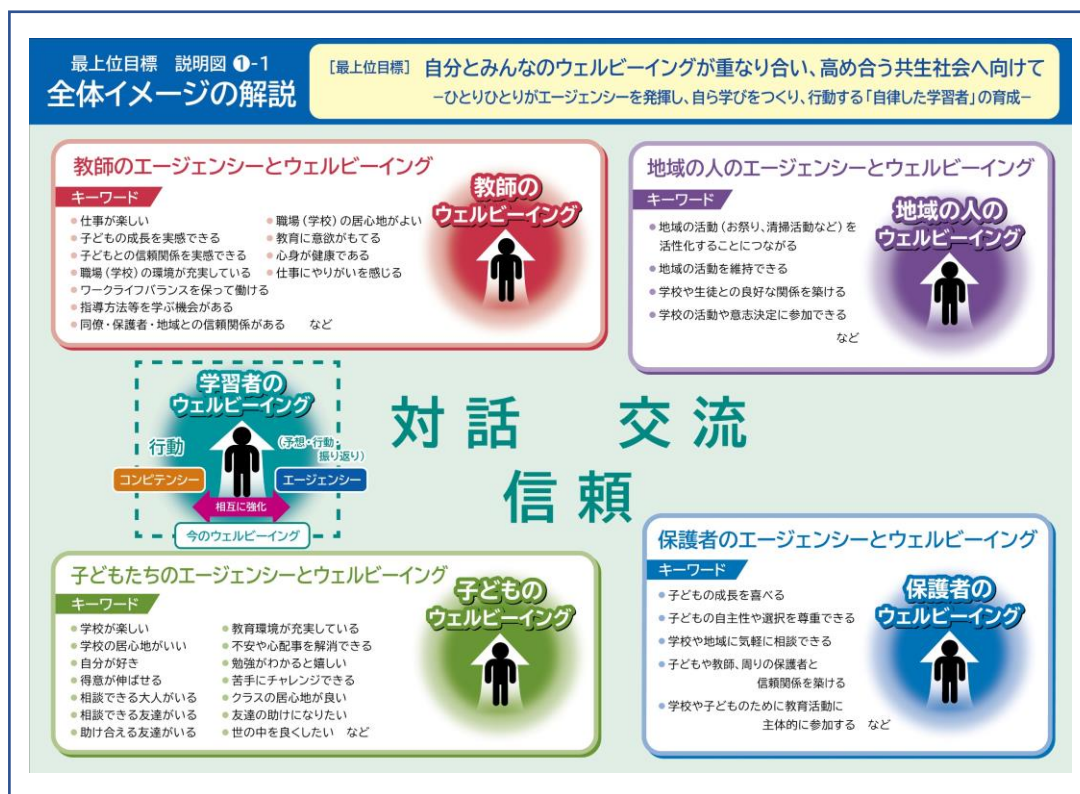 最上位目標 説明図 ❶-1
全体イメージの解説
[最上位目標] 自分とみんなのウェルビーイングが重なり合い、高め合う共生社会へ向けて
−ひとりひとりがエージェンシーを発揮し、自ら学びをつくり、行動する「自律した学習者」の育成−
教師のエージェンシーとウェルビーイング
キーワード
●仕事が楽しい
●子どもの成長を実感できる
●子どもとの信頼関係を実感できる
●職場(学校)の環境が充実している
●ワークライフバランスを保って働ける
●指導方法等を学ぶ機会がある
●同僚・保護者・地域との信頼関係がある など
●職場(学校)の居心地がよい
●教育に意欲がもてる
●心身が健康である
●仕事にやりがいを感じる
教師の
ウェルビーイング
地域の人のエージェンシーとウェルビーイング
キーワード
●地域の活動(お祭り、清掃活動など)を
活性化することにつながる
●地域の活動を維持できる
●学校や生徒との良好な関係を築ける
●学校の活動や意志決定に参加できる
など
地域の人の
ウェルビーイング
学習者の
ウェルビーイング
行動
(予想・行動・
振り返り)
コンピテンシー
エージェンシー
相互に強化
今のウェルビーイング
対話 交流
信頼
子どもたちのエージェンシーとウェルビーイング
キーワード
●学校が楽しい
●学校の居心地がいい
●自分が好き
●得意が伸ばせる
●相談できる大人がいる
●相談できる友達がいる
●助け合える友達がいる
●教育環境が充実している
●不安や心配事を解消できる
●勉強がわかると嬉しい
●苦手にチャレンジできる
●クラスの居心地が良い
●友達の助けになりたい
●世の中を良くしたい など
子どもの
ウェルビーイング
保護者のエージェンシーとウェルビーイング
キーワード
●子どもの成長を喜べる
●子どもの自主性や選択を尊重できる
●学校や地域に気軽に相談できる
●子どもや教師、周りの保護者と
信頼関係を築ける
●学校や子どものために教育活動に
主体的に参加する など
保護者の
ウェルビーイング